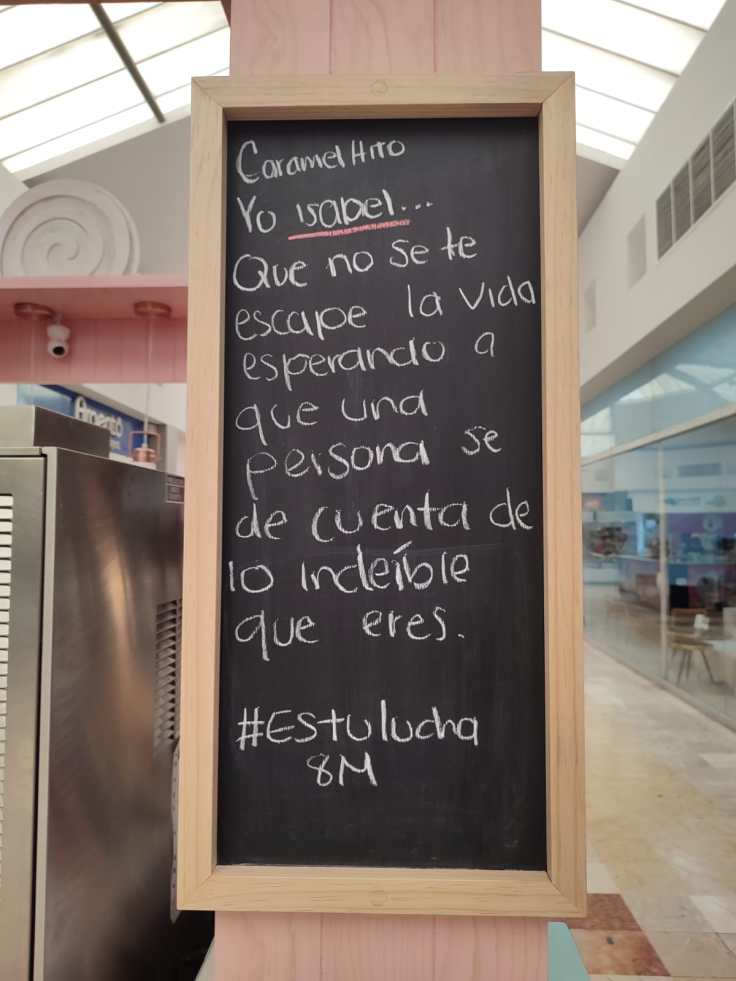 Caramel Hito
Yo isabel...
Que no se te
escape la vida
esperando a
que una
persona se
de cuenta de
lo incleíble
que eres.
#Estulucha
8M